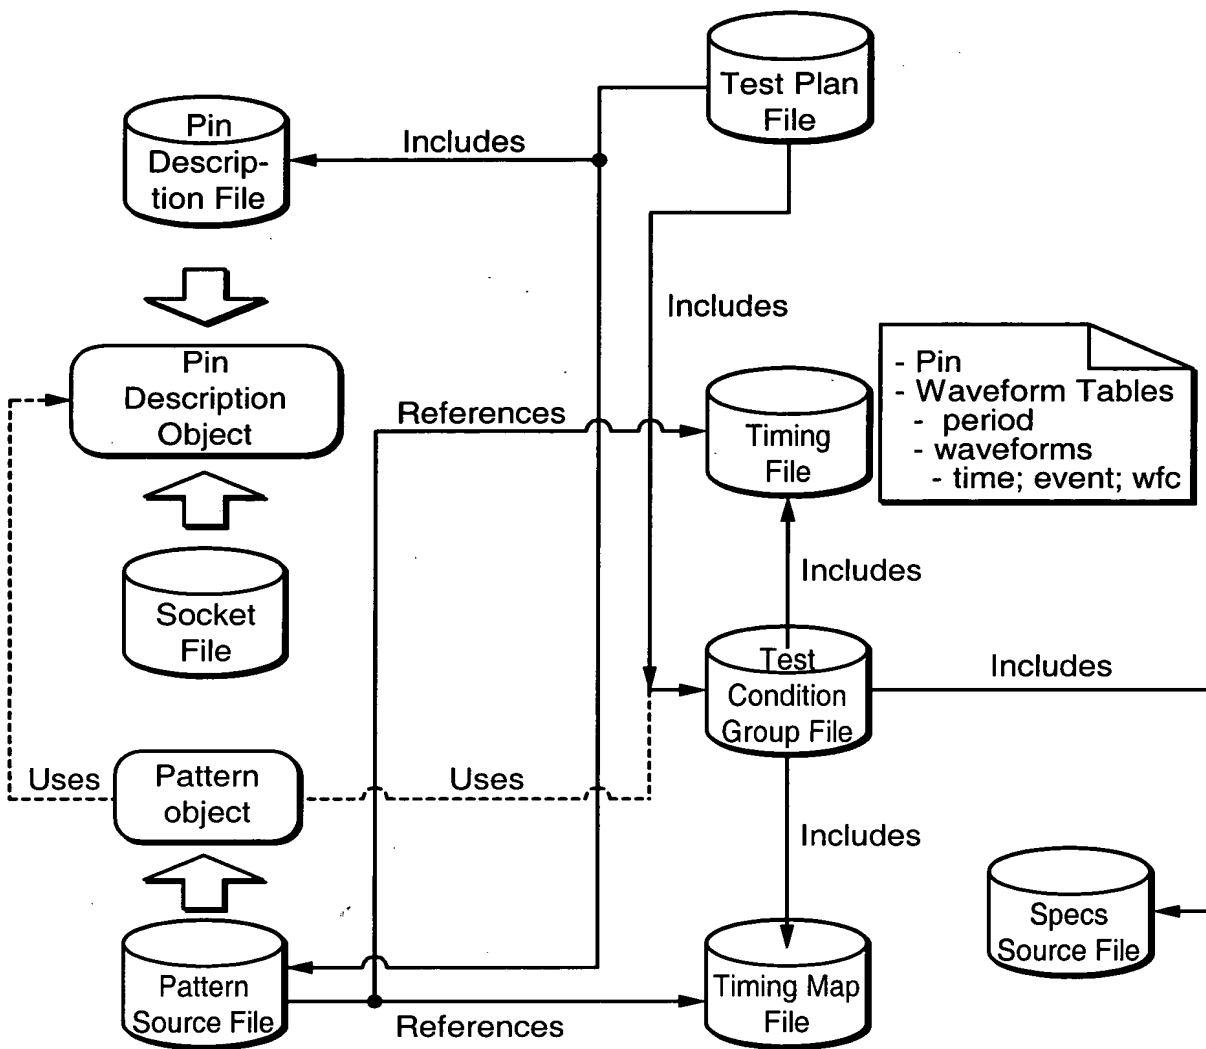 Test Plan
File
Pin
Descrip-
tion File
Includes
Includes
Pin
Description
Object
References
Timing
File
- Pin
- Waveform Tables
- period
- waveforms
- time; event; wfc
Includes
Socket
File
Test
Condition
Group File
Includes
Uses
Pattern
object
Uses
Includes
Specs
Source File
Pattern
Source File
References
Timing Map
File